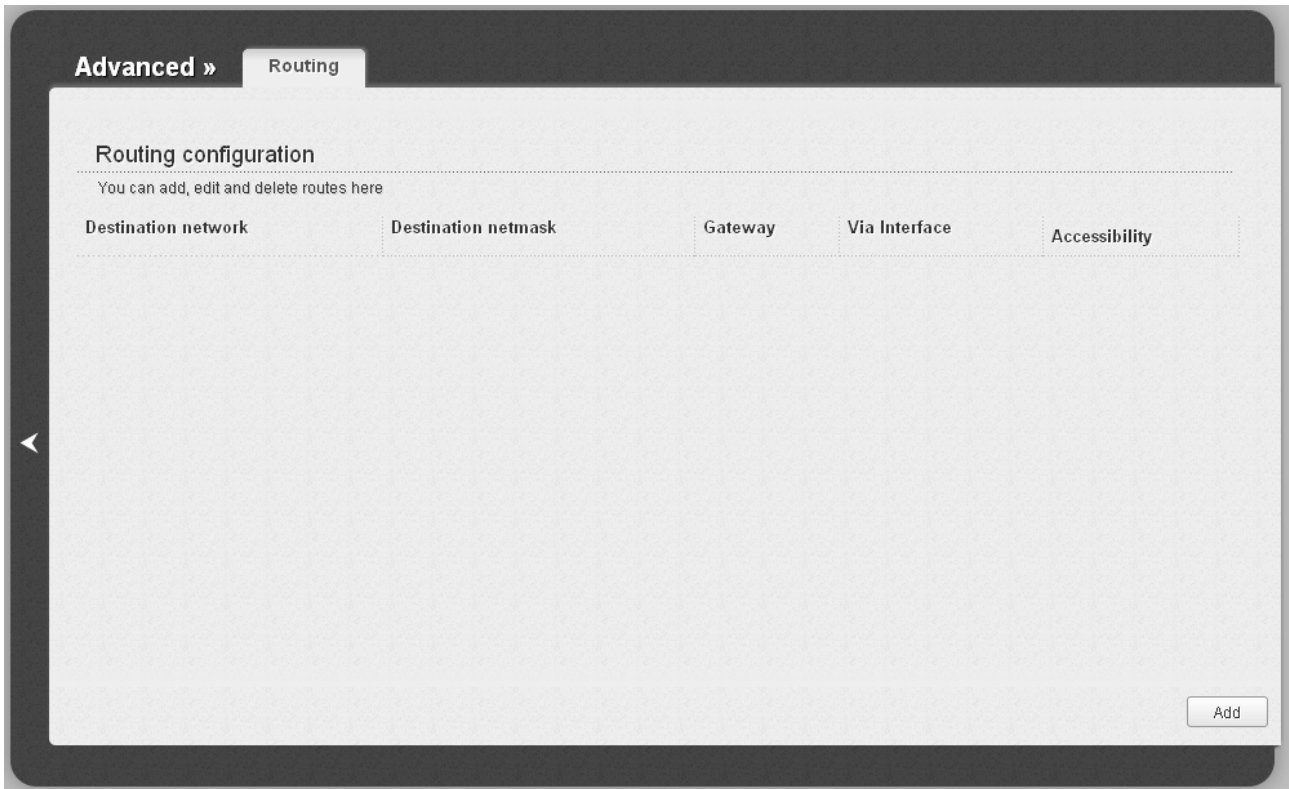 Advanced »
Routing
Routing configuration
You can add, edit and delete routes here
Destination network
Destination netmask
Gateway
Via Interface
Accessibility
Add